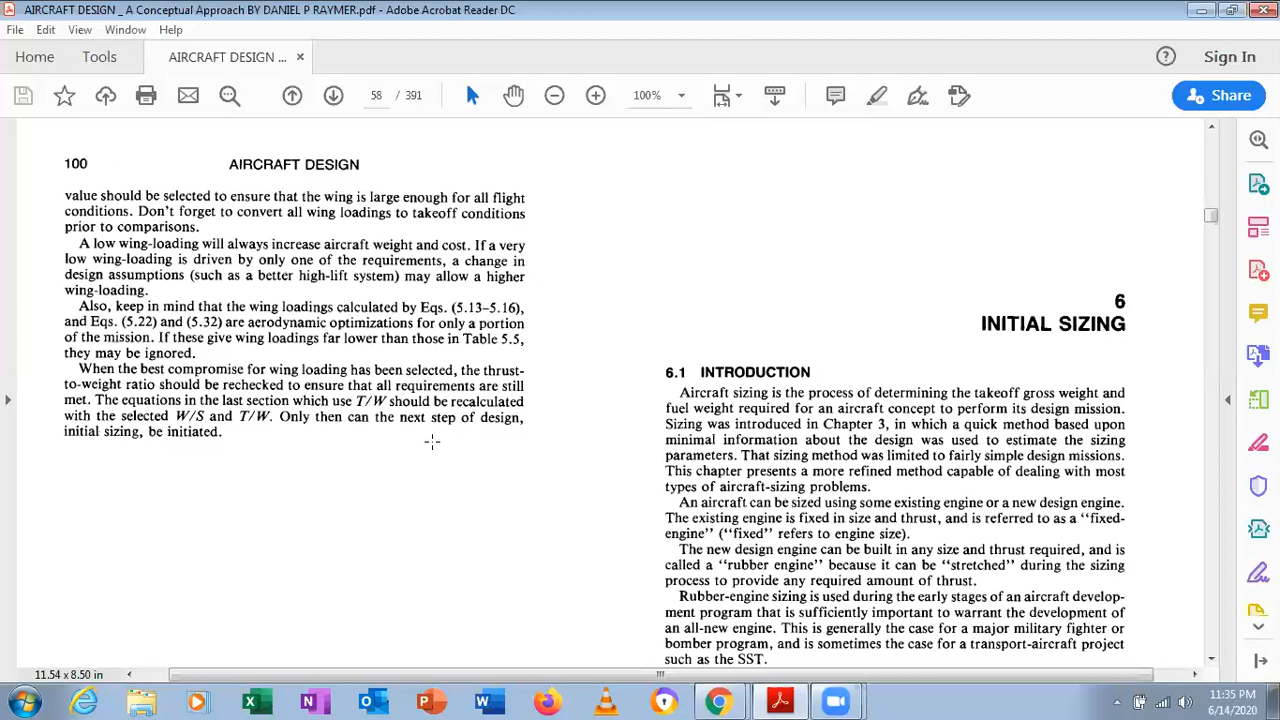 AIRCRAFT DESIGN _ A Conceptual Approach BY DANIEL P RAYMER.pdf - Adobe Acrobat Reader DC
File Edit View Window Help
Home Tools AIRCRAFT DESIGN ... × Sign In
58 / 391 100% Share
100 AIRCRAFT DESIGN
value should be selected to ensure that the wing is large enough for all flight
conditions. Don't forget to convert all wing loadings to takeoff conditions
prior to comparisons.
A low wing-loading will always increase aircraft weight and cost. If a very
low wing-loading is driven by only one of the requirements, a change in
design assumptions (such as a better high-lift system) may allow a higher
wing-loading.
Also, keep in mind that the wing loadings calculated by Eqs. (5.13-5.16),
and Eqs. (5.22) and (5.32) are aerodynamic optimizations for only a portion
of the mission. If these give wing loadings far lower than those in Table 5.5,
they may be ignored.
When the best compromise for wing loading has been selected, the thrust-
to-weight ratio should be rechecked to ensure that all requirements are still
met. The equations in the last section which use T/W should be recalculated
with the selected W/S and T/W. Only then can the next step of design,
initial sizing, be initiated.
6
INITIAL SIZING
6.1 INTRODUCTION
Aircraft sizing is the process of determining the takeoff gross weight and
fuel weight required for an aircraft concept to perform its design mission.
Sizing was introduced in Chapter 3, in which a quick method based upon
minimal information about the design was used to estimate the sizing
parameters. That sizing method was limited to fairly simple design missions.
This chapter presents a more refined method capable of dealing with most
types of aircraft-sizing problems.
An aircraft can be sized using some existing engine or a new design engine.
The existing engine is fixed in size and thrust, and is referred to as a "fixed-
engine" ("fixed" refers to engine size).
The new design engine can be built in any size and thrust required, and is
called a "rubber engine" because it can be "stretched" during the sizing
process to provide any required amount of thrust.
Rubber-engine sizing is used during the early stages of an aircraft develop-
ment program that is sufficiently important to warrant the development of
an all-new engine. This is generally the case for a major military fighter or
bomber program, and is sometimes the case for a transport-aircraft project
such as the SST.
11.54 x 8.50 in
11:35 PM
6/14/2020